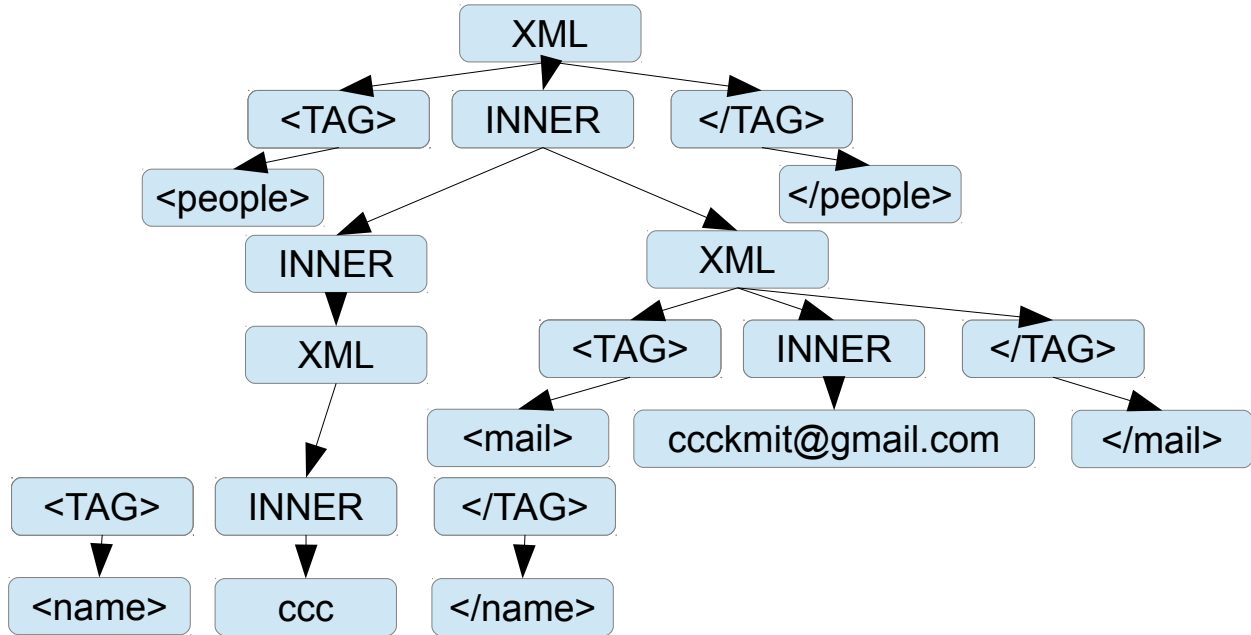 XML
<TAG>
INNER
</TAG>
<people>
</people>
INNER
XML
XML
<TAG>
INNER
</TAG>
<mail>
ccckmit@gmail.com
</mail>
<TAG>
INNER
</TAG>
<name>
ccc
</name>